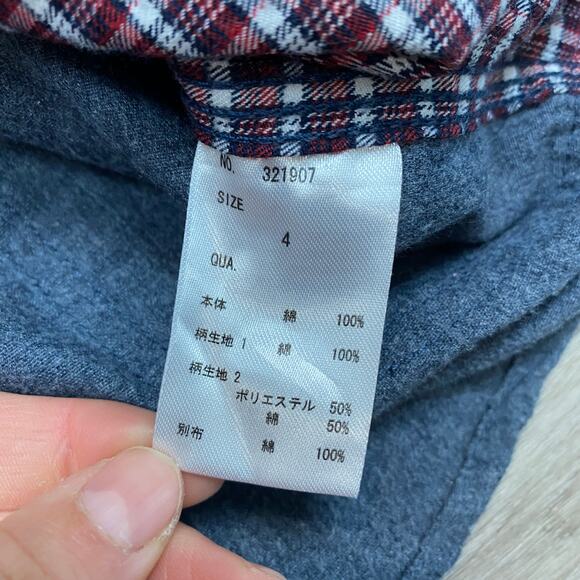 NO. 321907
SIZE
4
QUA.
本体 綿 100%
柄生地 1 綿 100%
柄生地 2
ポリエステル 50%
綿 50%
別布 綿 100%